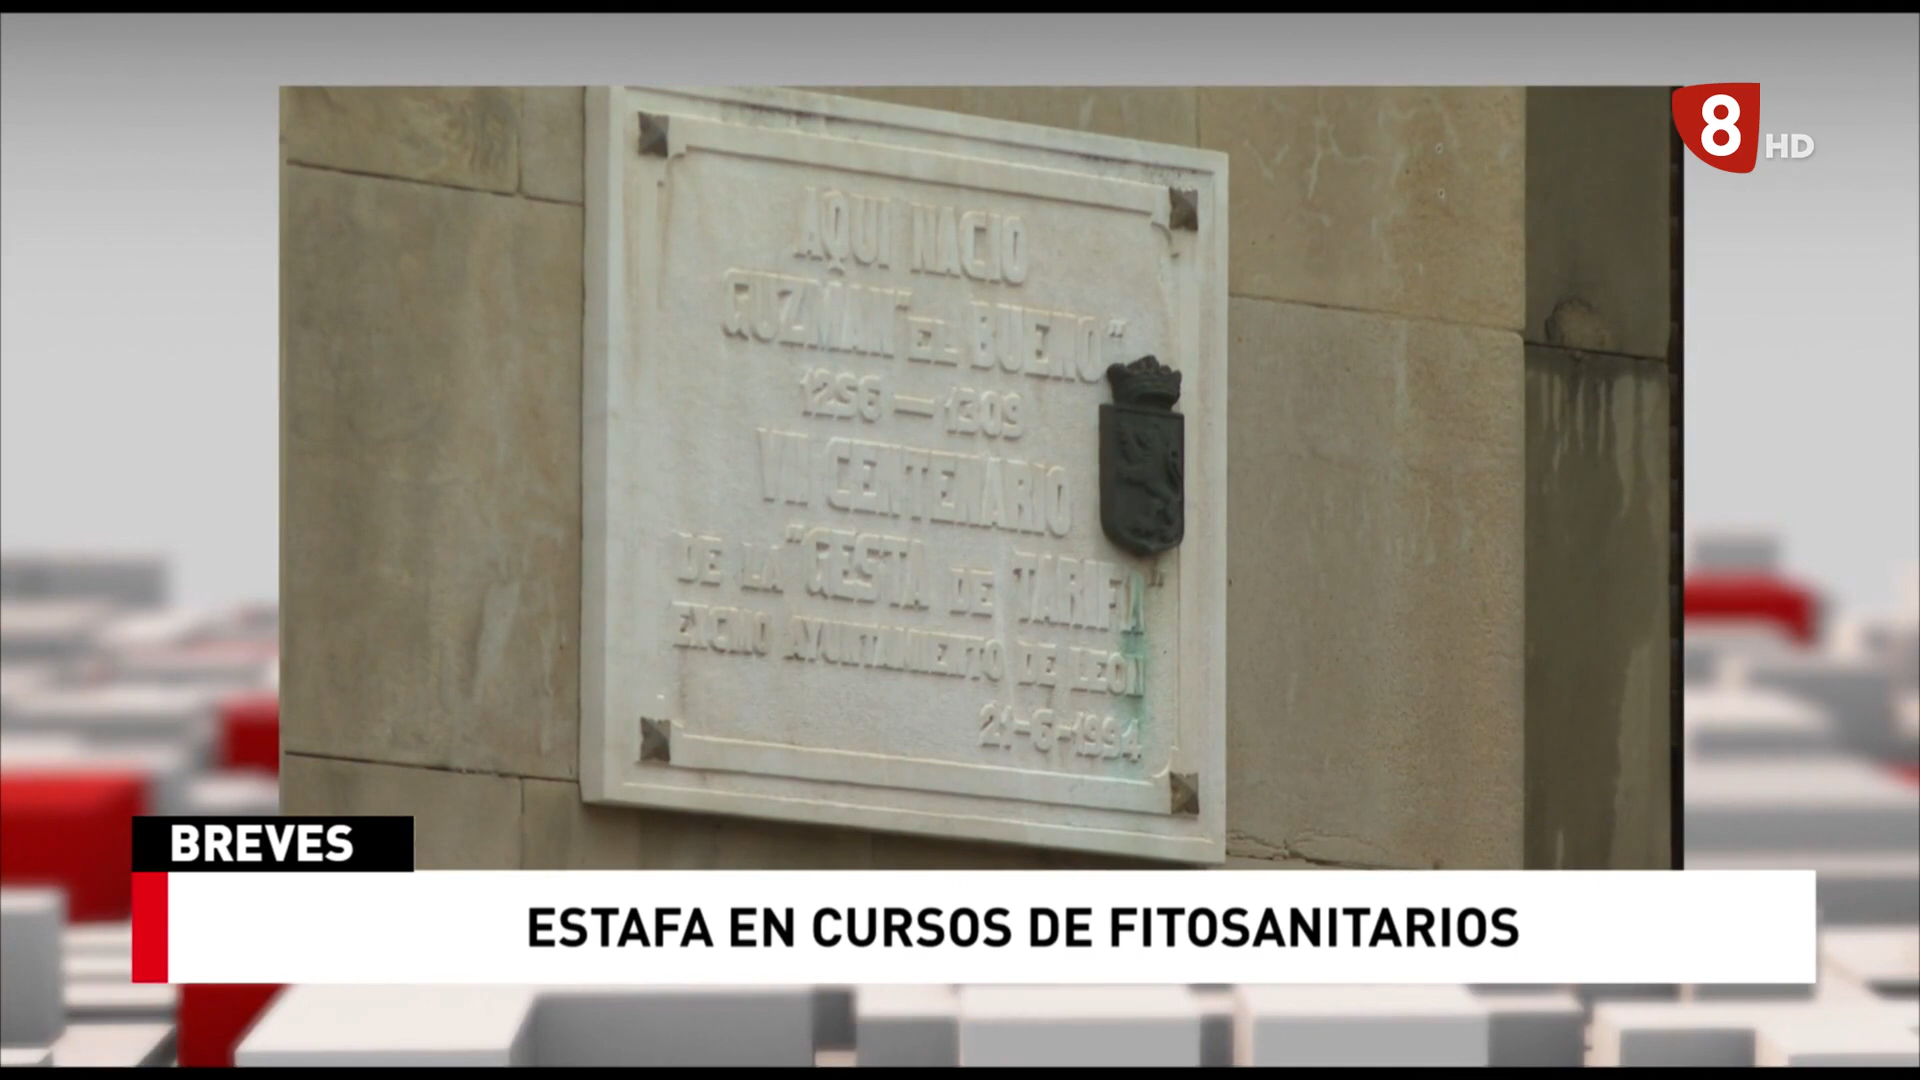 8 HD
AQUI NACIO
GUZMAN "EL BUENO"
1256 — 1309
VII CENTENARIO
DE LA "GESTA DE TARIFA"
EXCMO AYUNTAMIENTO DE LEON
21-6-1994
BREVES
ESTAFA EN CURSOS DE FITOSANITARIOS